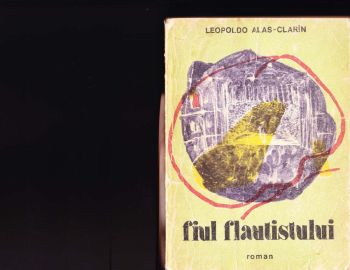 LEOPOLDO ALAS-CLARÍN
fiul flautistului
roman